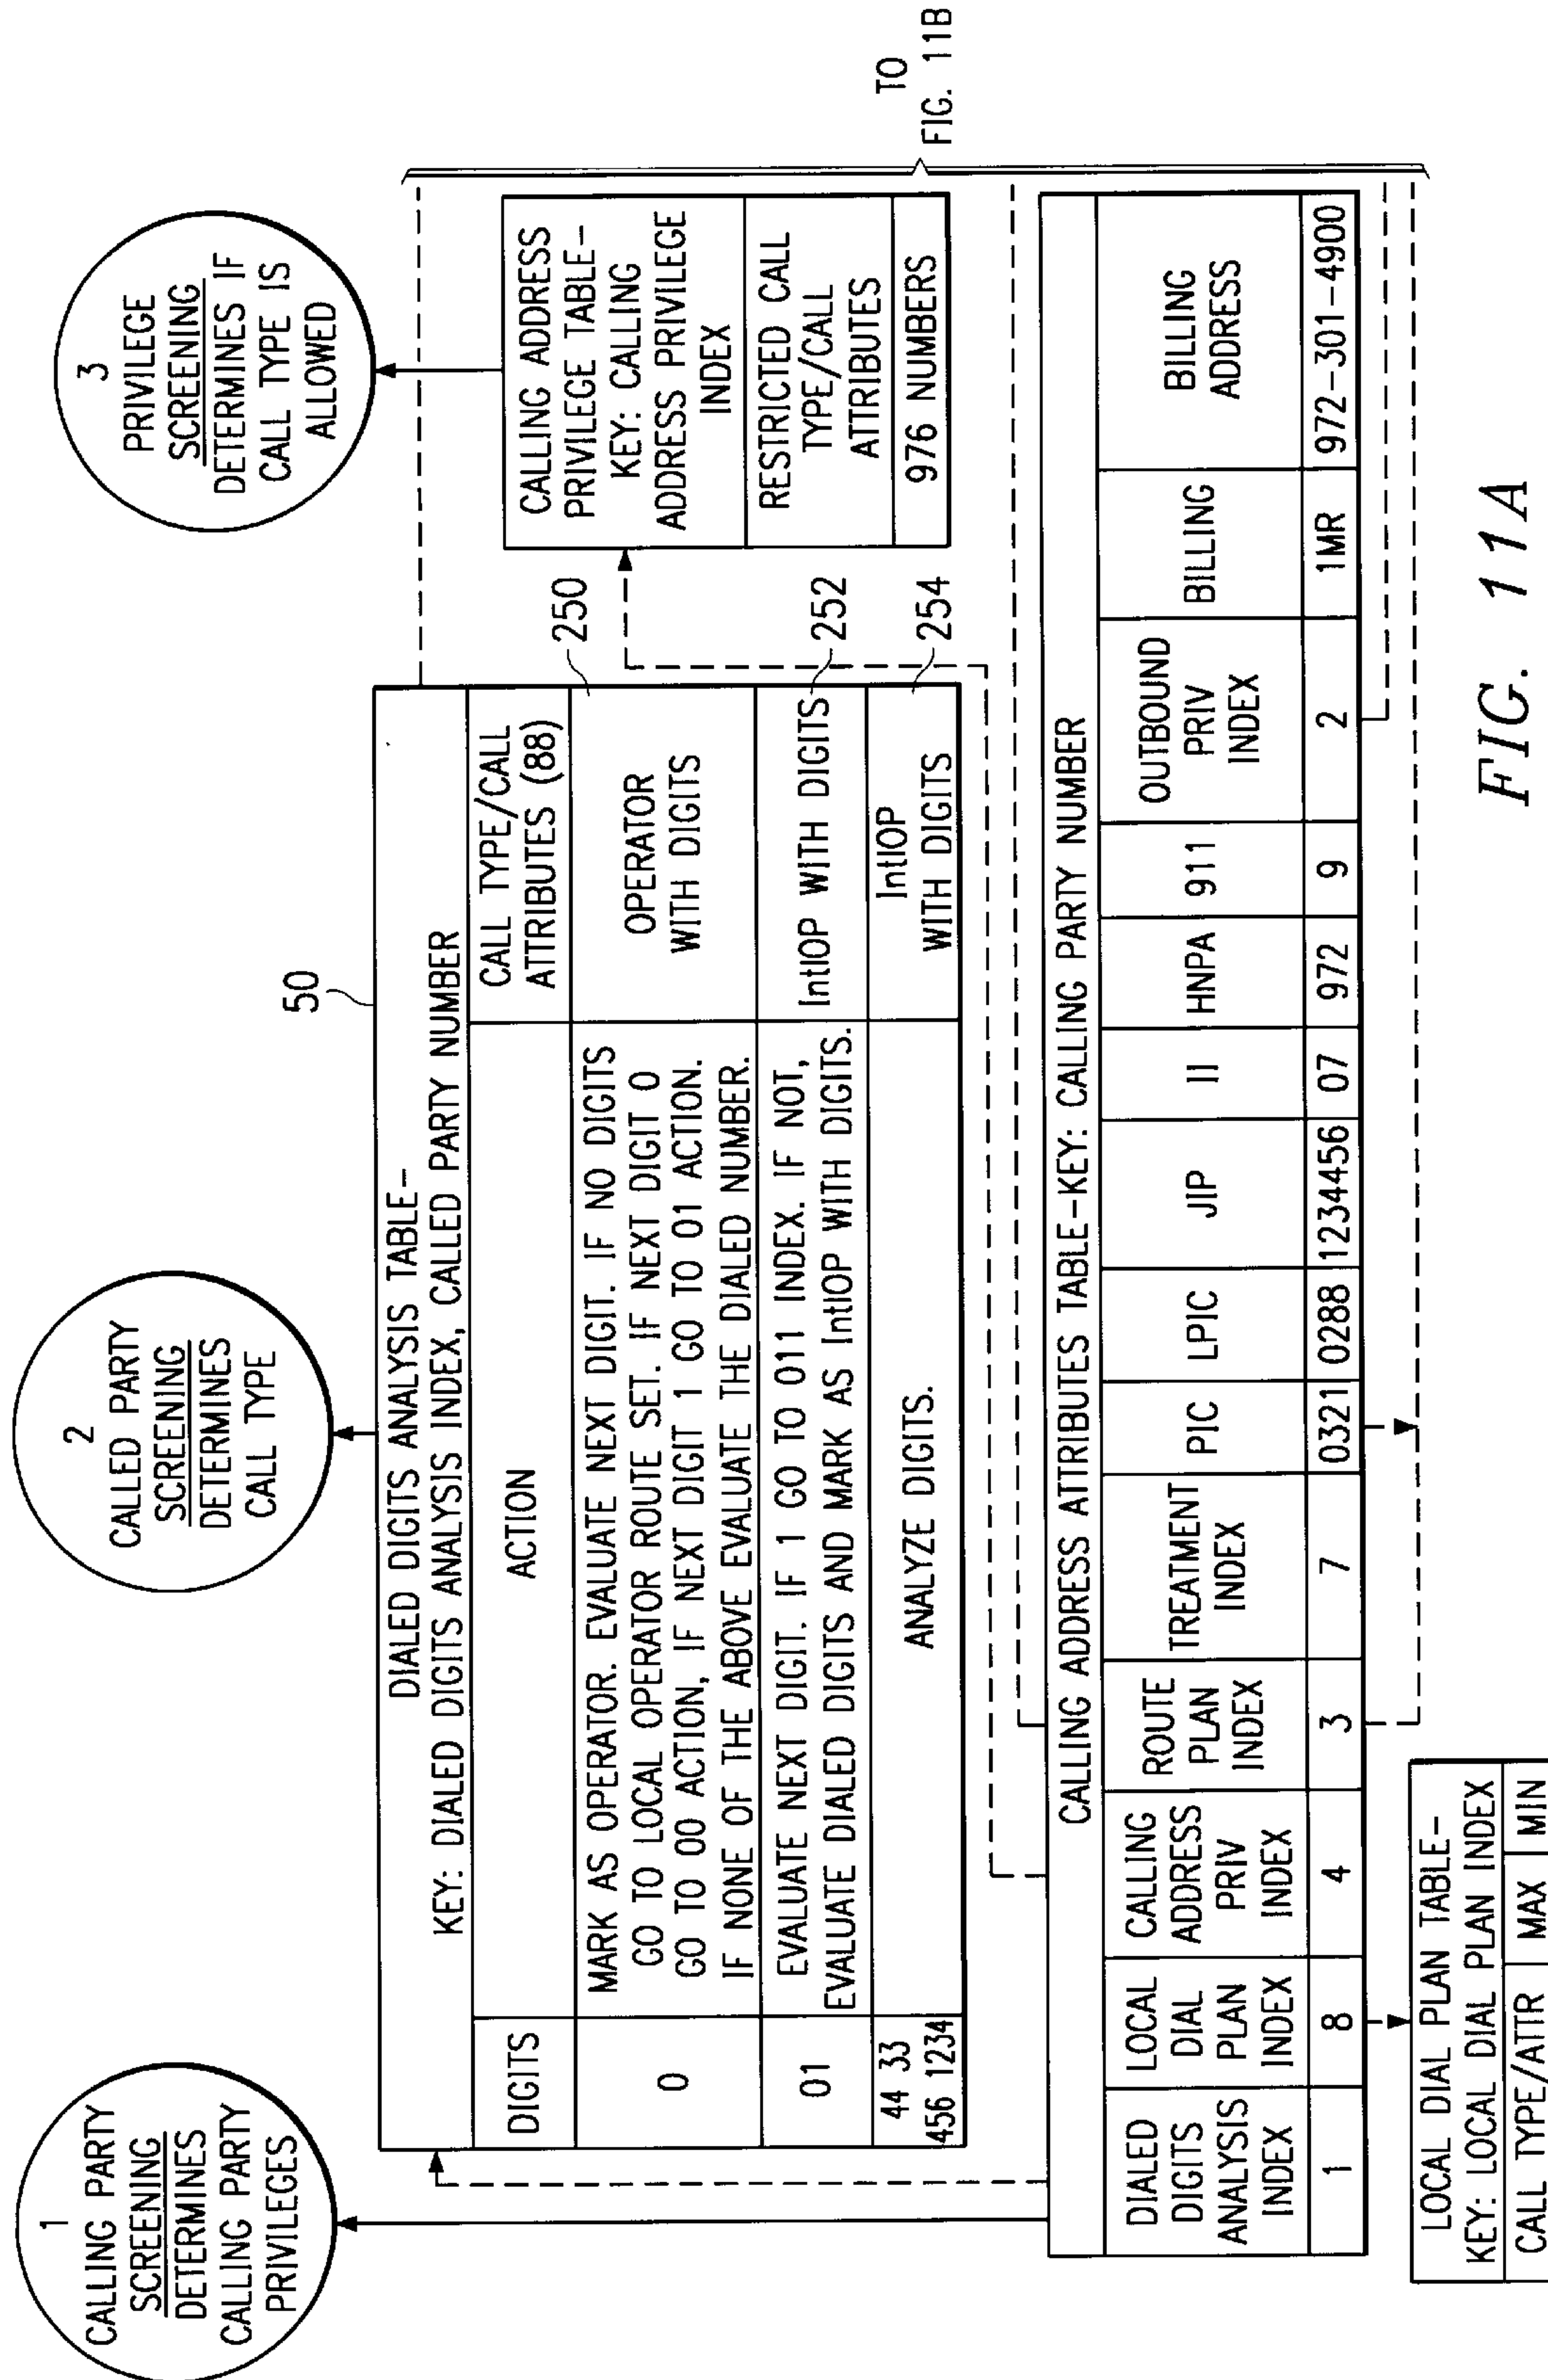 1
CALLING PARTY
SCREENING
DETERMINES
CALLING PARTY
PRIVILEGES
2
CALLED PARTY
SCREENING
DETERMINES
CALL TYPE
3
PRIVILEGE
SCREENING
DETERMINES IF
CALL TYPE IS
ALLOWED
50
DIALED DIGITS ANALYSIS TABLE-
KEY: DIALED DIGITS ANALYSIS INDEX, CALLED PARTY NUMBER
DIGITS
ACTION
CALL TYPE/CALL
ATTRIBUTES (88)
0
MARK AS OPERATOR. EVALUATE NEXT DIGIT. IF NO DIGITS
GO TO LOCAL OPERATOR ROUTE SET. IF NEXT DIGIT 0
GO TO 00 ACTION, IF NEXT DIGIT 1 GO TO 01 ACTION.
IF NONE OF THE ABOVE EVALUATE THE DIALED NUMBER.
OPERATOR
WITH DIGITS
250
01
EVALUATE NEXT DIGIT. IF 1 GO TO 011 INDEX. IF NOT,
EVALUATE DIALED DIGITS AND MARK AS IntlOP WITH DIGITS.
IntlOP WITH DIGITS
252
44 33
456 1234
ANALYZE DIGITS.
IntlOP
WITH DIGITS
254
CALLING ADDRESS
PRIVILEGE TABLE-
KEY: CALLING
ADDRESS PRIVILEGE
INDEX
RESTRICTED CALL
TYPE/CALL
ATTRIBUTES
976 NUMBERS
TO
FIG. 11B
CALLING ADDRESS ATTRIBUTES TABLE-KEY: CALLING PARTY NUMBER
DIALED
DIGITS
ANALYSIS
INDEX
LOCAL
DIAL
PLAN
INDEX
CALLING
ADDRESS
PRIV
INDEX
ROUTE
PLAN
INDEX
TREATMENT
INDEX
PIC
LPIC
JIP
II
HNPA
911
OUTBOUND
PRIV
INDEX
BILLING
BILLING
ADDRESS
1
8
4
3
7
0321
0288
1234456
07
972
9
2
1MR
972-301-4900
LOCAL DIAL PLAN TABLE-
KEY: LOCAL DIAL PLAN INDEX
CALL TYPE/ATTR
MAX
MIN
FIG. 11A